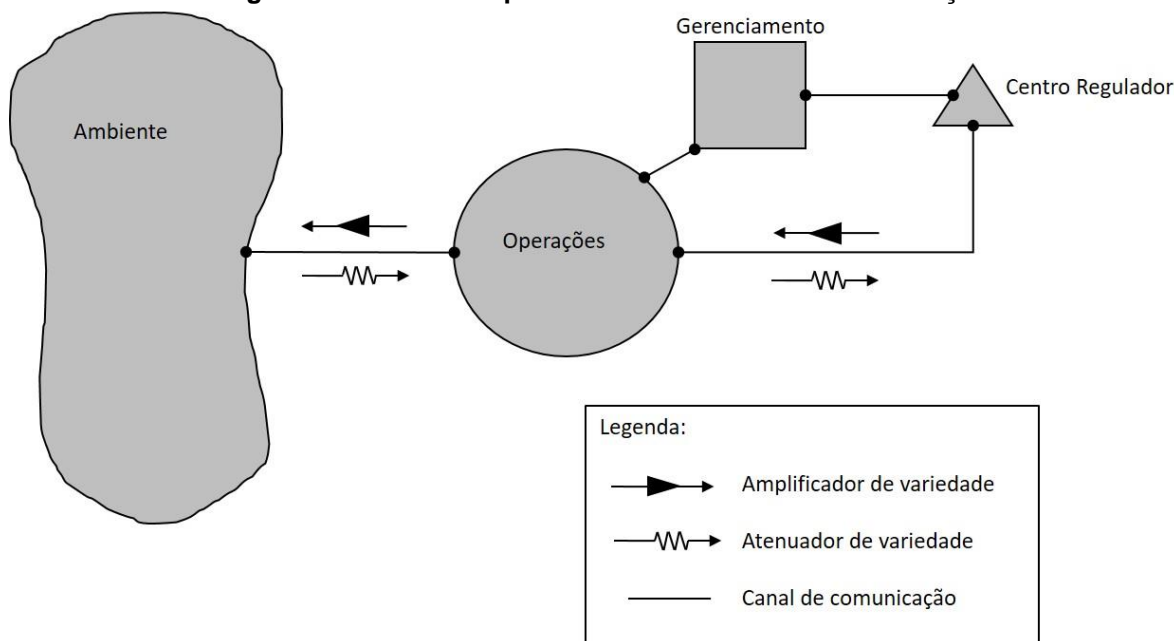 Gerenciamento
Centro Regulador
Ambiente
Operações
Legenda:
Amplificador de variedade
Atenuador de variedade
Canal de comunicação